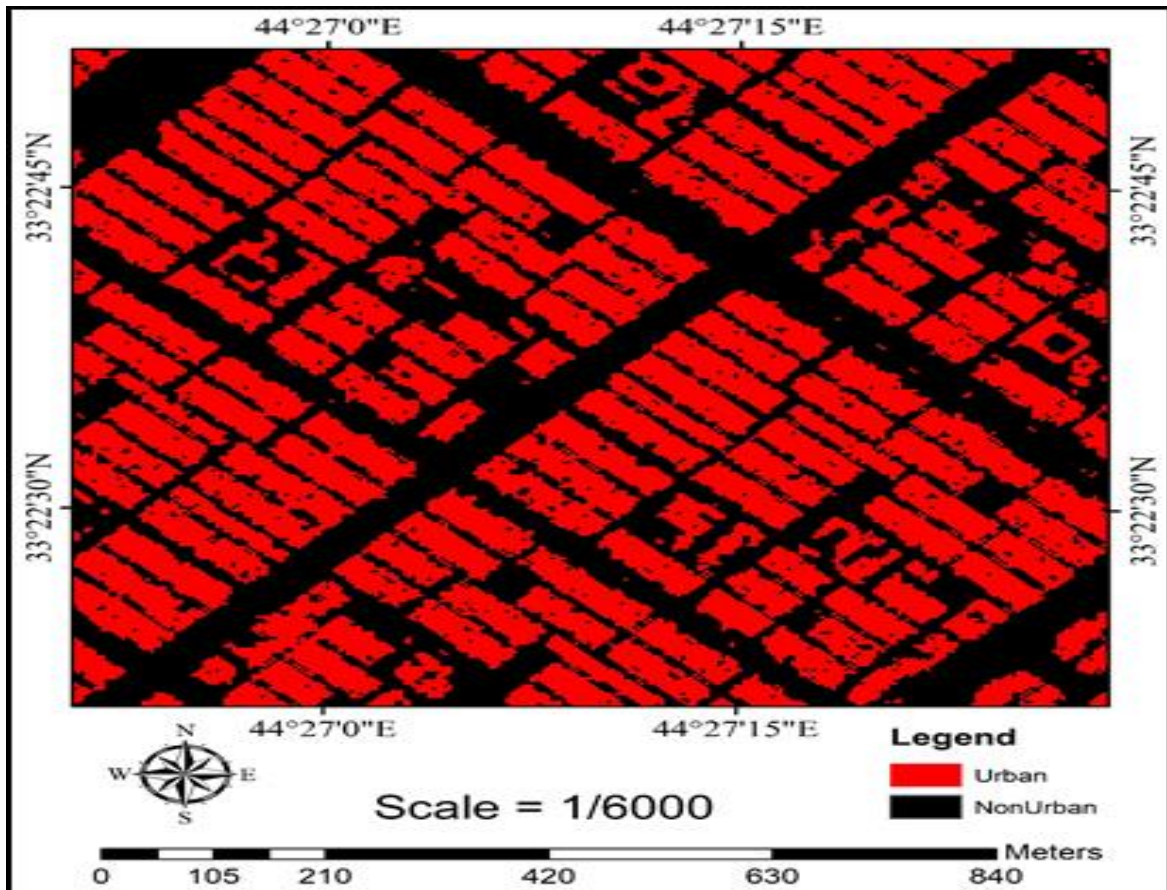 44°27'0"E 44°27'15"E
33°22'45"N 33°22'45"N
33°22'30"N 33°22'30"N
44°27'0"E 44°27'15"E
N
W E
S
Legend
Urban
NonUrban
Scale = 1/6000
Meters
0 105 210 420 630 840